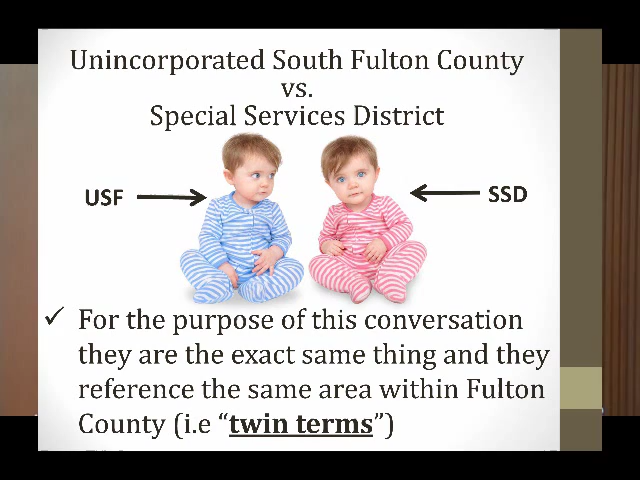 Unincorporated South Fulton County
vs.
Special Services District
USF
SSD
✓ For the purpose of this conversation
they are the exact same thing and they
reference the same area within Fulton
County (i.e “twin terms”)